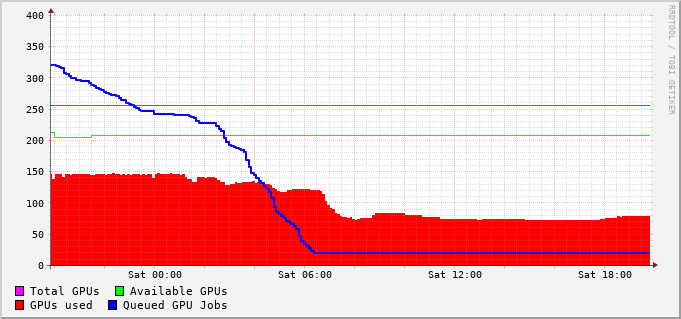 400
350
300
250
200
150
100
50
0
Sat 00:00 Sat 06:00 Sat 12:00 Sat 18:00
Total GPUs Available GPUs
GPUs used Queued GPU Jobs
RRDTOOL / TOBI OETIKER